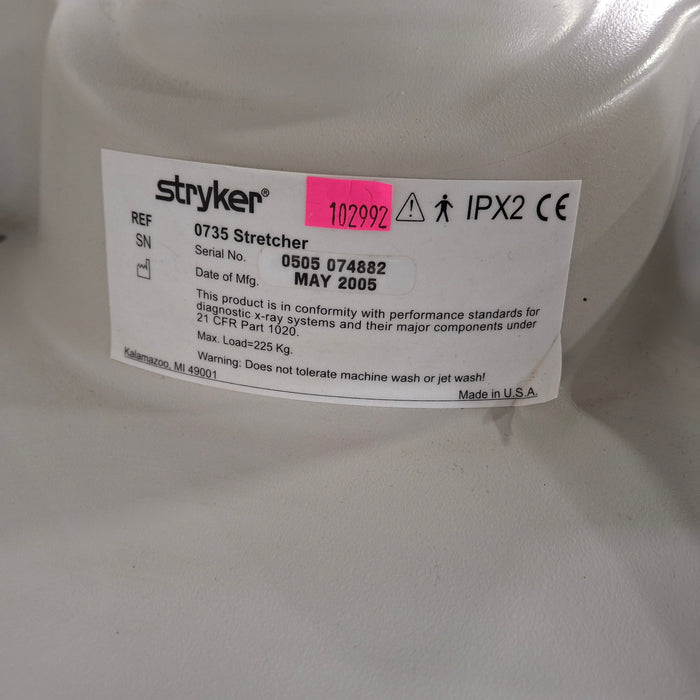 stryker®
102992
IPX2 CE
REF 0735 Stretcher
SN Serial No. 0505 074882
Date of Mfg. MAY 2005
This product is in conformity with performance standards for
diagnostic x-ray systems and their major components under
21 CFR Part 1020.
Max. Load=225 Kg.
Warning: Does not tolerate machine wash or jet wash!
Kalamazoo, MI 49001
Made in U.S.A.